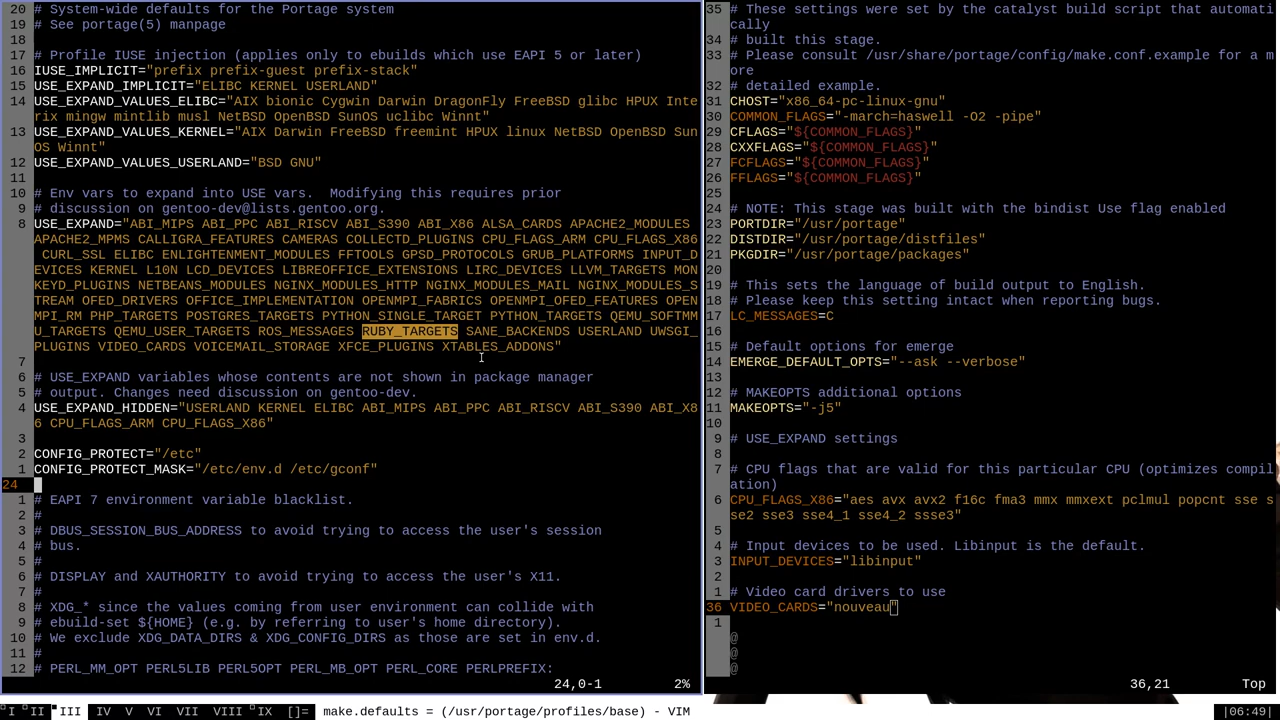 20 # System-wide defaults for the Portage system
19 # See portage(5) manpage
18
17 # Profile IUSE injection (applies only to ebuilds which use EAPI 5 or later)
16 IUSE_IMPLICIT="prefix prefix-guest prefix-stack"
15 USE_EXPAND_IMPLICIT="ELIBC KERNEL USERLAND"
14 USE_EXPAND_VALUES_ELIBC="AIX bionic Cygwin Darwin DragonFly FreeBSD glibc HPUX Inte
rix mingw mintlib musl NetBSD OpenBSD SunOS uclibc Winnt"
13 USE_EXPAND_VALUES_KERNEL="AIX Darwin FreeBSD freemint HPUX linux NetBSD OpenBSD Sun
OS Winnt"
12 USE_EXPAND_VALUES_USERLAND="BSD GNU"
11
10 # Env vars to expand into USE vars.  Modifying this requires prior
9 # discussion on gentoo-dev@lists.gentoo.org.
8 USE_EXPAND="ABI_MIPS ABI_PPC ABI_RISCV ABI_S390 ABI_X86 ALSA_CARDS APACHE2_MODULES
APACHE2_MPMS CALLIGRA_FEATURES CAMERAS COLLECTD_PLUGINS CPU_FLAGS_ARM CPU_FLAGS_X86
CURL_SSL ELIBC ENLIGHTENMENT_MODULES FFTOOLS GPSD_PROTOCOLS GRUB_PLATFORMS INPUT_D
EVICES KERNEL L10N LCD_DEVICES LIBREOFFICE_EXTENSIONS LIRC_DEVICES LLVM_TARGETS MON
KEYD_PLUGINS NETBEANS_MODULES NGINX_MODULES_HTTP NGINX_MODULES_MAIL NGINX_MODULES_S
TREAM OFED_DRIVERS OFFICE_IMPLEMENTATION OPENMPI_FABRICS OPENMPI_OFED_FEATURES OPEN
MPI_RM PHP_TARGETS POSTGRES_TARGETS PYTHON_SINGLE_TARGET PYTHON_TARGETS QEMU_SOFTMM
U_TARGETS QEMU_USER_TARGETS ROS_MESSAGES RUBY_TARGETS SANE_BACKENDS USERLAND UWSGI_
PLUGINS VIDEO_CARDS VOICEMAIL_STORAGE XFCE_PLUGINS XTABLES_ADDONS"
7
6 # USE_EXPAND variables whose contents are not shown in package manager
5 # output. Changes need discussion on gentoo-dev.
4 USE_EXPAND_HIDDEN="USERLAND KERNEL ELIBC ABI_MIPS ABI_PPC ABI_RISCV ABI_S390 ABI_X8
6 CPU_FLAGS_ARM CPU_FLAGS_X86"
3
2 CONFIG_PROTECT="/etc"
1 CONFIG_PROTECT_MASK="/etc/env.d /etc/gconf"
24
1 # EAPI 7 environment variable blacklist.
2 #
3 # DBUS_SESSION_BUS_ADDRESS to avoid trying to access the user's session
4 # bus.
5 #
6 # DISPLAY and XAUTHORITY to avoid trying to access the user's X11.
7 #
8 # XDG_* since the values coming from user environment can collide with
9 # ebuild-set ${HOME} (e.g. by referring to user's home directory).
10 # We exclude XDG_DATA_DIRS & XDG_CONFIG_DIRS as those are set in env.d.
11 #
12 # PERL_MM_OPT PERL5LIB PERL5OPT PERL_MB_OPT PERL_CORE PERLPREFIX:
24,0-1 2%
35 # These settings were set by the catalyst build script that automati
cally
34 # built this stage.
33 # Please consult /usr/share/portage/config/make.conf.example for a m
ore
32 # detailed example.
31 CHOST="x86_64-pc-linux-gnu"
30 COMMON_FLAGS="-march=haswell -O2 -pipe"
29 CFLAGS="${COMMON_FLAGS}"
28 CXXFLAGS="${COMMON_FLAGS}"
27 FCFLAGS="${COMMON_FLAGS}"
26 FFLAGS="${COMMON_FLAGS}"
25
24 # NOTE: This stage was built with the bindist Use flag enabled
23 PORTDIR="/usr/portage"
22 DISTDIR="/usr/portage/distfiles"
21 PKGDIR="/usr/portage/packages"
20
19 # This sets the language of build output to English.
18 # Please keep this setting intact when reporting bugs.
17 LC_MESSAGES=C
16
15 # Default options for emerge
14 EMERGE_DEFAULT_OPTS="--ask --verbose"
13
12 # MAKEOPTS additional options
11 MAKEOPTS="-j5"
10
9 # USE_EXPAND settings
8
7 # CPU flags that are valid for this particular CPU (optimizes compil
ation)
6 CPU_FLAGS_X86="aes avx avx2 f16c fma3 mmx mmxext pclmul popcnt sse s
se2 sse3 sse4_1 sse4_2 ssse3"
5
4 # Input devices to be used. Libinput is the default.
3 INPUT_DEVICES="libinput"
2
1 # Video card drivers to use
36 VIDEO_CARDS="nouveau"
1
@
@
@
36,21 Top
I II III IV V VI VII VIII IX []= make.defaults = (/usr/portage/profiles/base) - VIM |06:49|